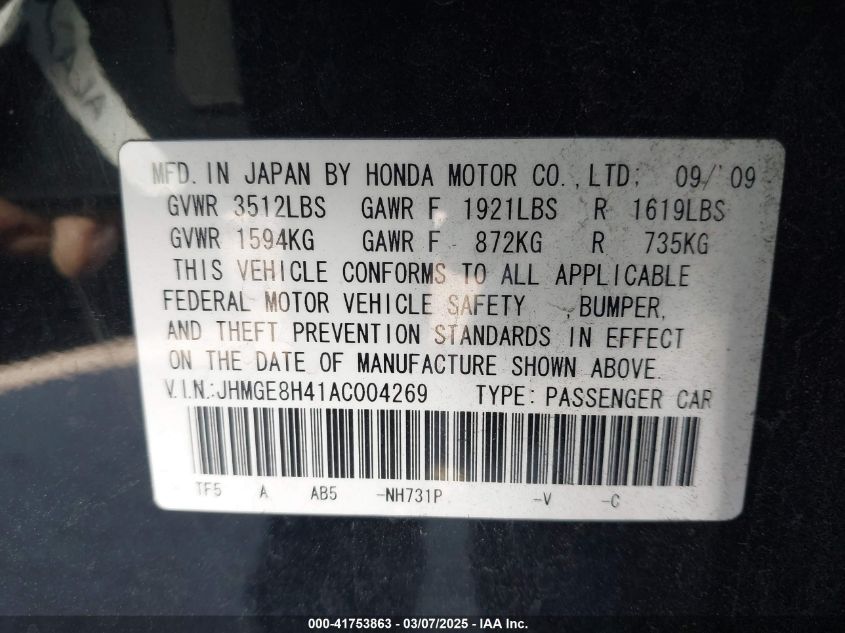 MFD. IN JAPAN BY HONDA MOTOR CO.,LTD; 09/'09
GVWR 3512LBS GAWR F 1921LBS R 1619LBS
GVWR 1594KG GAWR F 872KG R 735KG
THIS VEHICLE CONFORMS TO ALL APPLICABLE
FEDERAL MOTOR VEHICLE SAFETY ,BUMPER,
AND THEFT PREVENTION STANDARDS IN EFFECT
ON THE DATE OF MANUFACTURE SHOWN ABOVE.
V.I.N.:JHMGE8H41AC004269 TYPE: PASSENGER CAR
TF5 A AB5 -NH731P -V -C
000-41753863 - 03/07/2025 - IAA Inc.